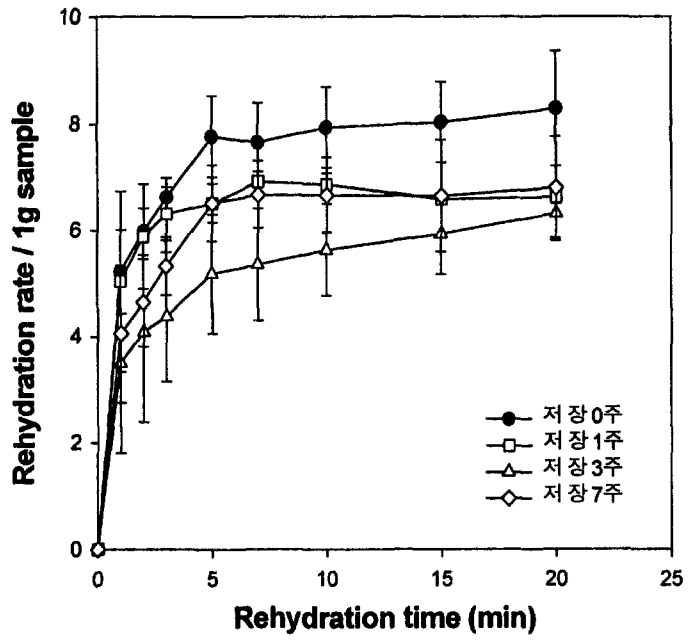 10
8
6
4
2
0
Rehydration rate / 1g sample
저 장 0주
저 장 1주
저 장 3주
저 장 7주
0 5 10 15 20 25
Rehydration time (min)